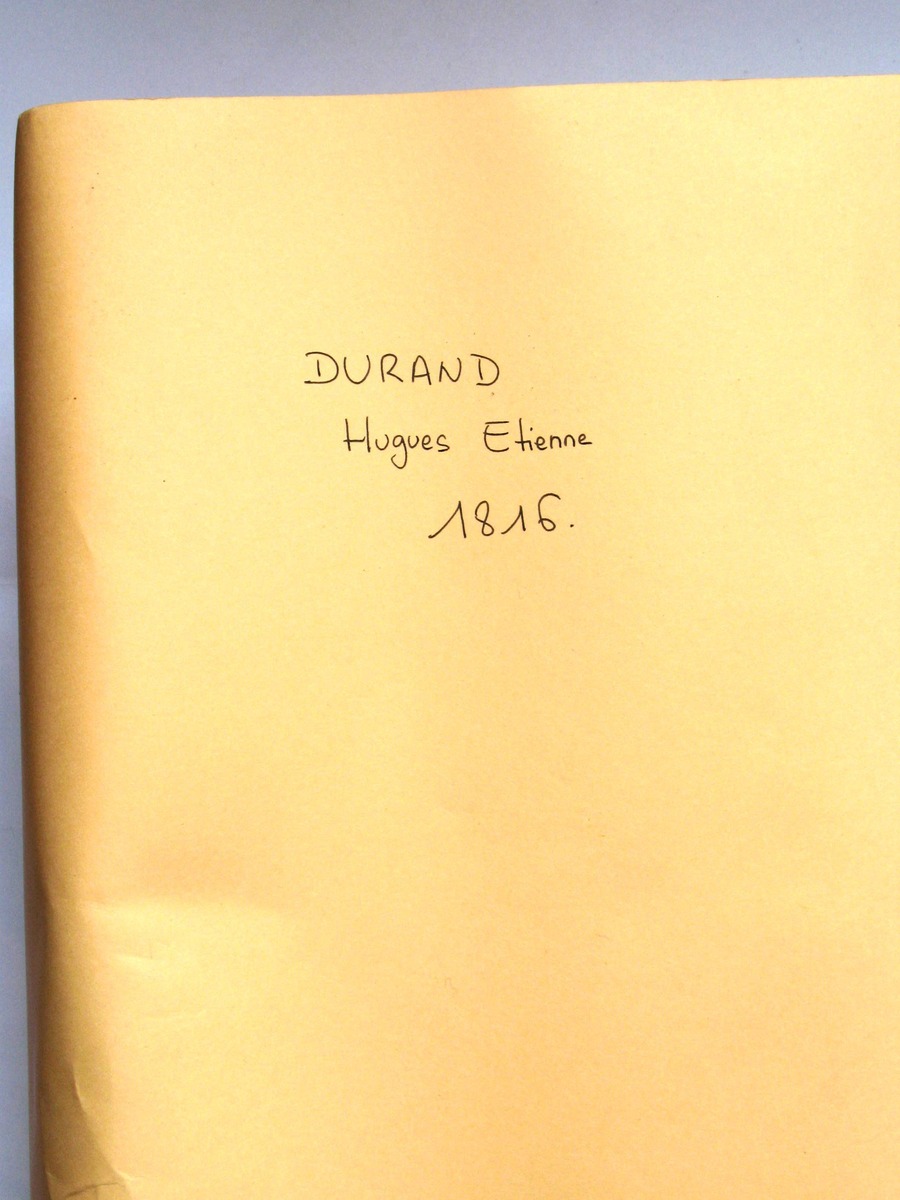 DURAND
Hugues Etienne
1816.